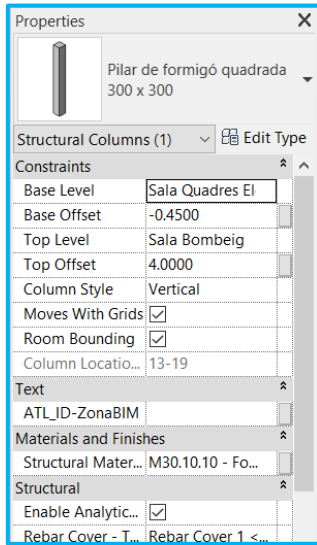 Properties X
Pilar de formigó quadrada
300 x 300
Structural Columns (1) Edit Type
Constraints
Base Level Sala Quadres El
Base Offset -0.4500
Top Level Sala Bombeig
Top Offset 4.0000
Column Style Vertical
Moves With Grids
Room Bounding
Column Locatio... 13-19
Text
ATL_ID-ZonaBIM
Materials and Finishes
Structural Mater... M30.10.10 - Fo...
Structural
Enable Analytic...
Rebar Cover - T... Rebar Cover 1 <...